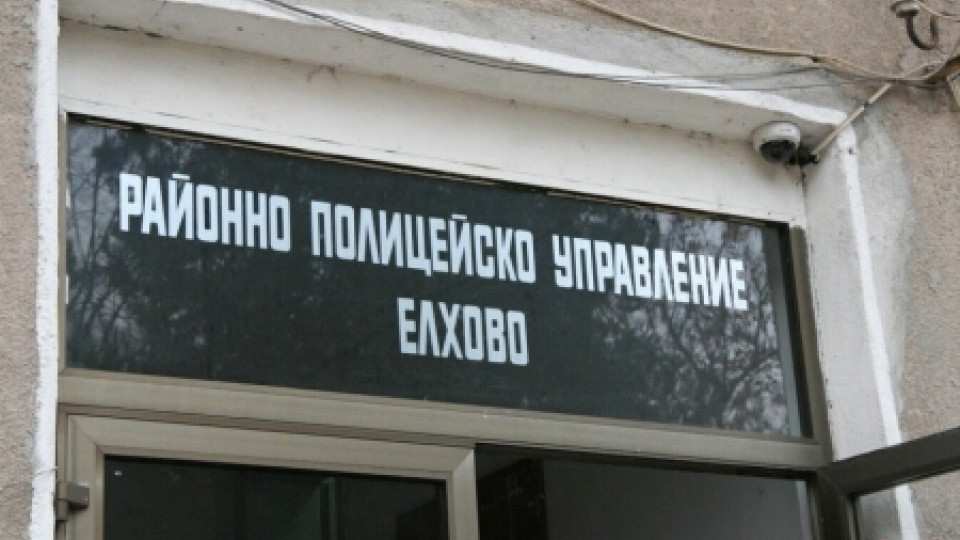 РАЙОННО ПОЛИЦЕЙСКО УПРАВЛЕНИЕ
ЕЛХОВО